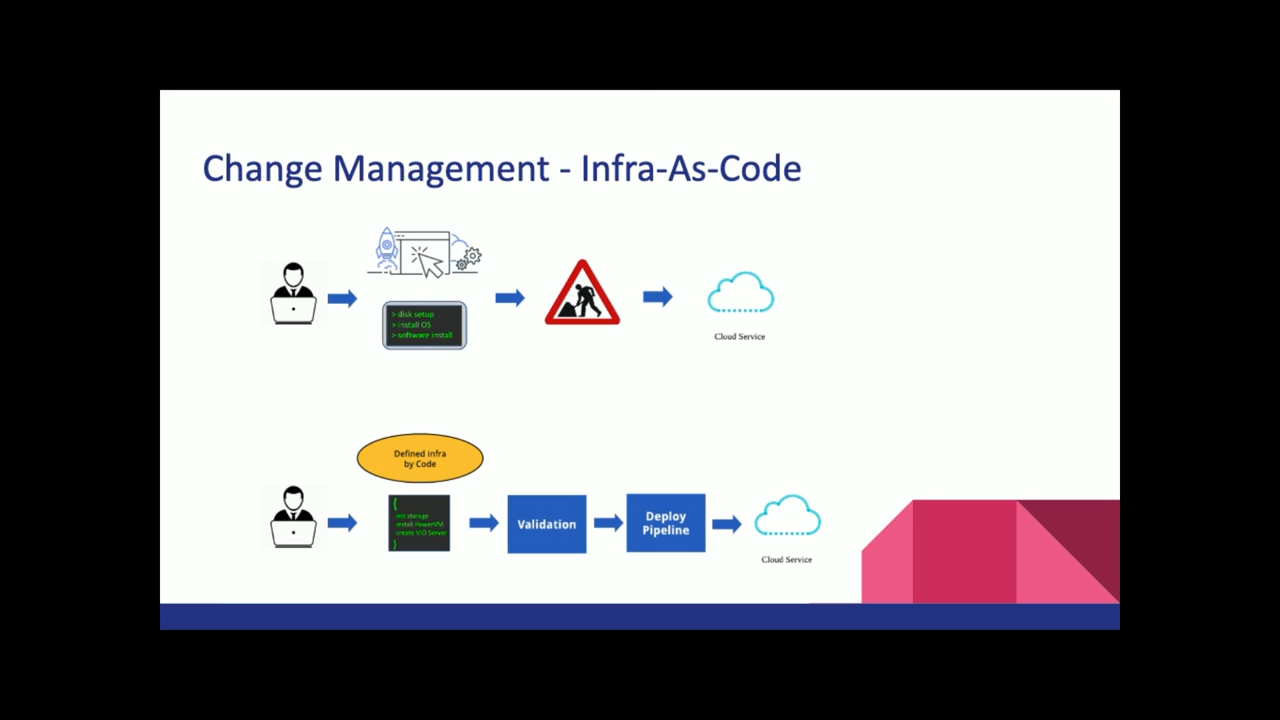 Change Management - Infra-As-Code
> disk setup
> install OS
> software install
Cloud Service
Defined infra
by Code
{
init storage
install PowerVM
create VIO Server
}
Validation
Deploy
Pipeline
Cloud Service